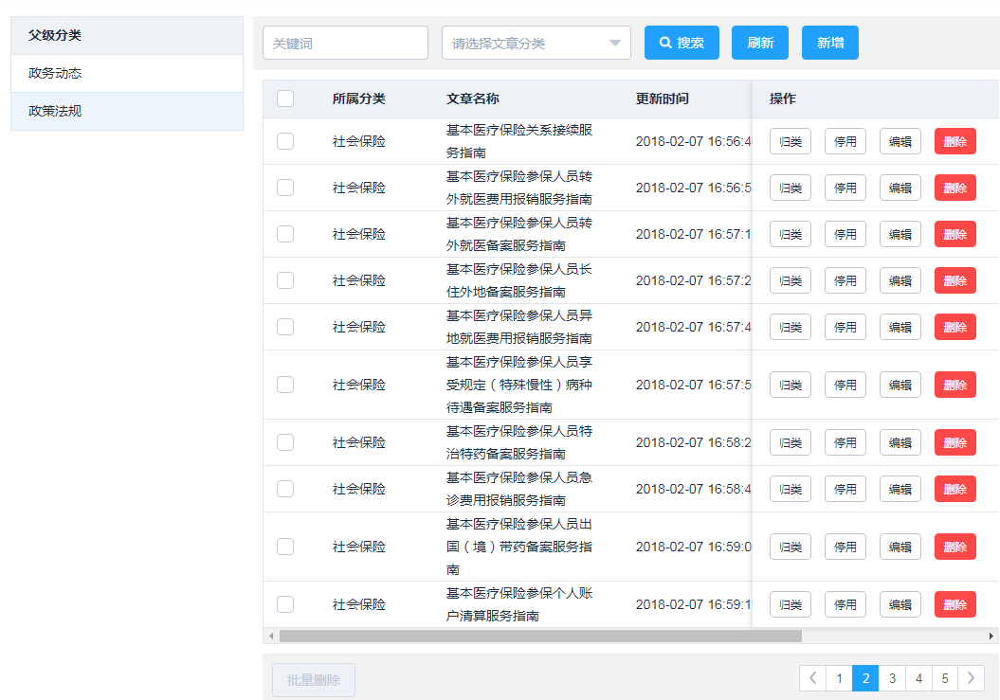 父级分类
政务动态
政策法规
关键词
请选择文章分类
搜索
刷新
新增
所属分类 文章名称 更新时间 操作
社会保险 基本医疗保险关系接续服 2018-02-07 16:56:4 归类 停用 编辑 删除
务指南
社会保险 基本医疗保险参保人员转 2018-02-07 16:56:5 归类 停用 编辑 删除
外就医费用报销服务指南
社会保险 基本医疗保险参保人员转 2018-02-07 16:57:1 归类 停用 编辑 删除
外就医备案服务指南
社会保险 基本医疗保险参保人员长 2018-02-07 16:57:2 归类 停用 编辑 删除
住外地备案服务指南
社会保险 基本医疗保险参保人员异 2018-02-07 16:57:4 归类 停用 编辑 删除
地就医费用报销服务指南
社会保险 基本医疗保险参保人员享 2018-02-07 16:57:5 归类 停用 编辑 删除
受规定（特殊慢性）病种
待遇备案服务指南
社会保险 基本医疗保险参保人员特 2018-02-07 16:58:2 归类 停用 编辑 删除
治特药备案服务指南
社会保险 基本医疗保险参保人员急 2018-02-07 16:58:4 归类 停用 编辑 删除
诊费用报销服务指南
社会保险 基本医疗保险参保人员出 2018-02-07 16:59:0 归类 停用 编辑 删除
国（境）带药备案服务指
南
社会保险 基本医疗保险参保个人账 2018-02-07 16:59:1 归类 停用 编辑 删除
户清算服务指南
批量删除
1 2 3 4 5